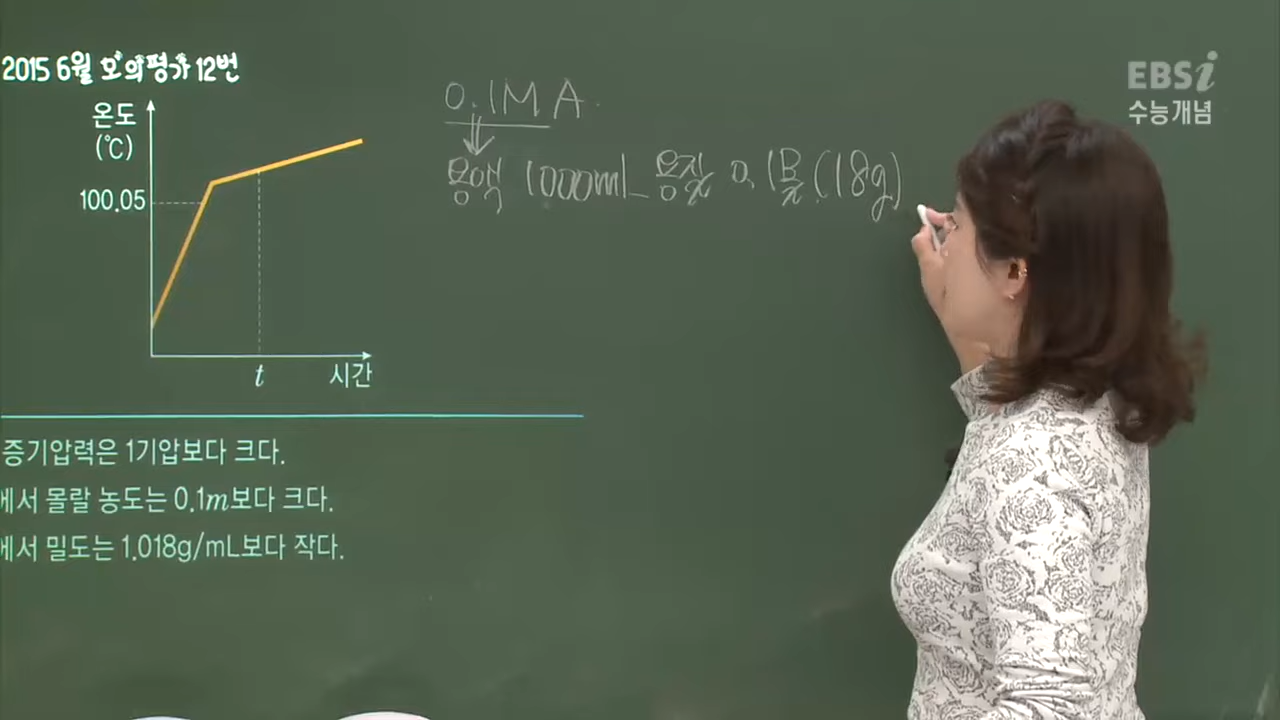 2015 6월 모의평가 12번
EBSi
수능개념
온도
(℃)
100.05
t
시간
0.1M A
용액 1000ml 용질 0.1몰 (18g)
증기압력은 1기압보다 크다.
에서 몰랄 농도는 0.1m보다 크다.
에서 밀도는 1.018g/mL보다 작다.